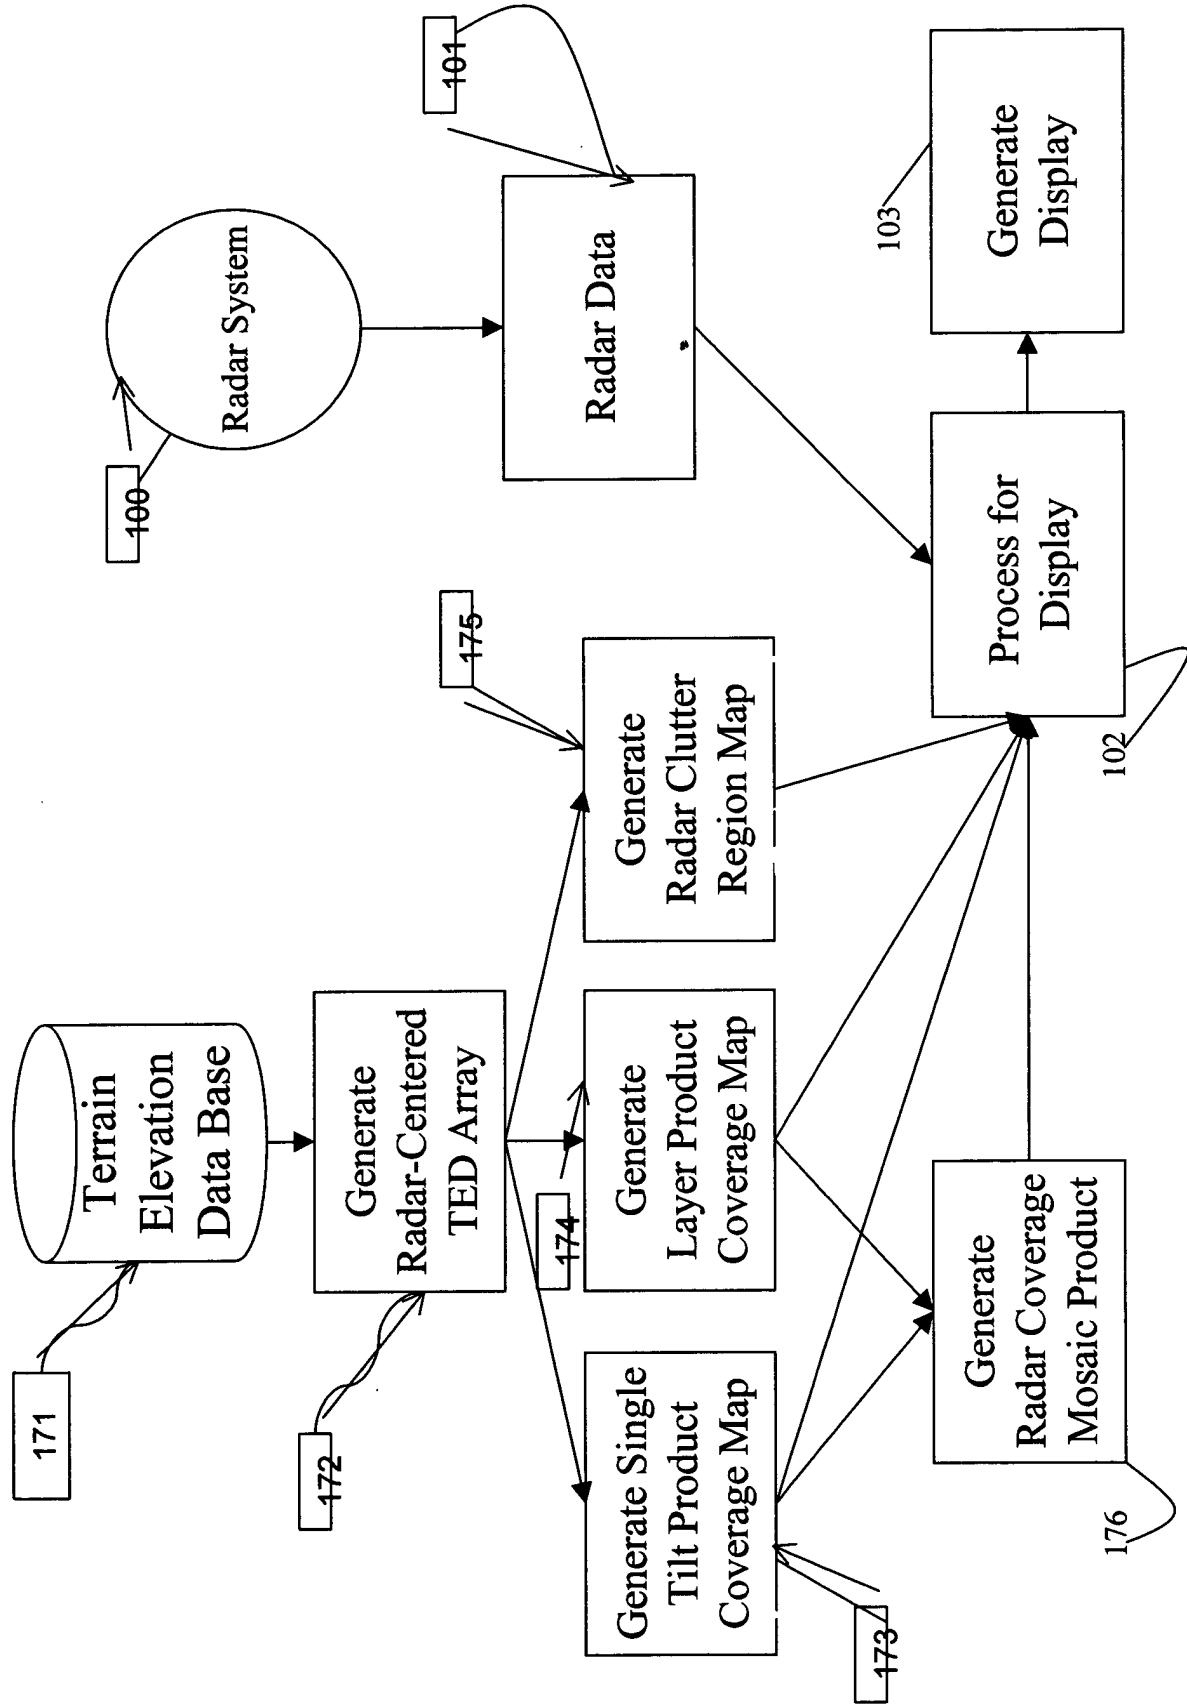 171
Terrain
Elevation
Data Base
172
Generate
Radar-Centered
TED Array
Generate Single
Tilt Product
Coverage Map
173
174
Generate
Layer Product
Coverage Map
175
Generate
Radar Clutter
Region Map
176
Generate
Radar Coverage
Mosaic Product
100
Radar System
101
Radar Data
102
Process for
Display
103
Generate
Display